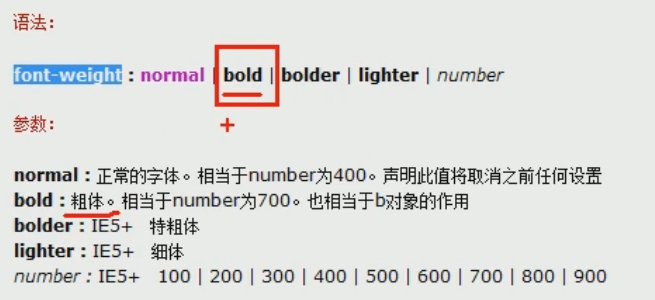 语法:
font-weight : normal | bold | bolder | lighter | number
参数:
normal : 正常的字体。相当于number为400。声明此值将取消之前任何设置
bold : 粗体。相当于number为700。也相当于b对象的作用
bolder : IE5+ 特粗体
lighter : IE5+ 细体
number : IE5+ 100 | 200 | 300 | 400 | 500 | 600 | 700 | 800 | 900